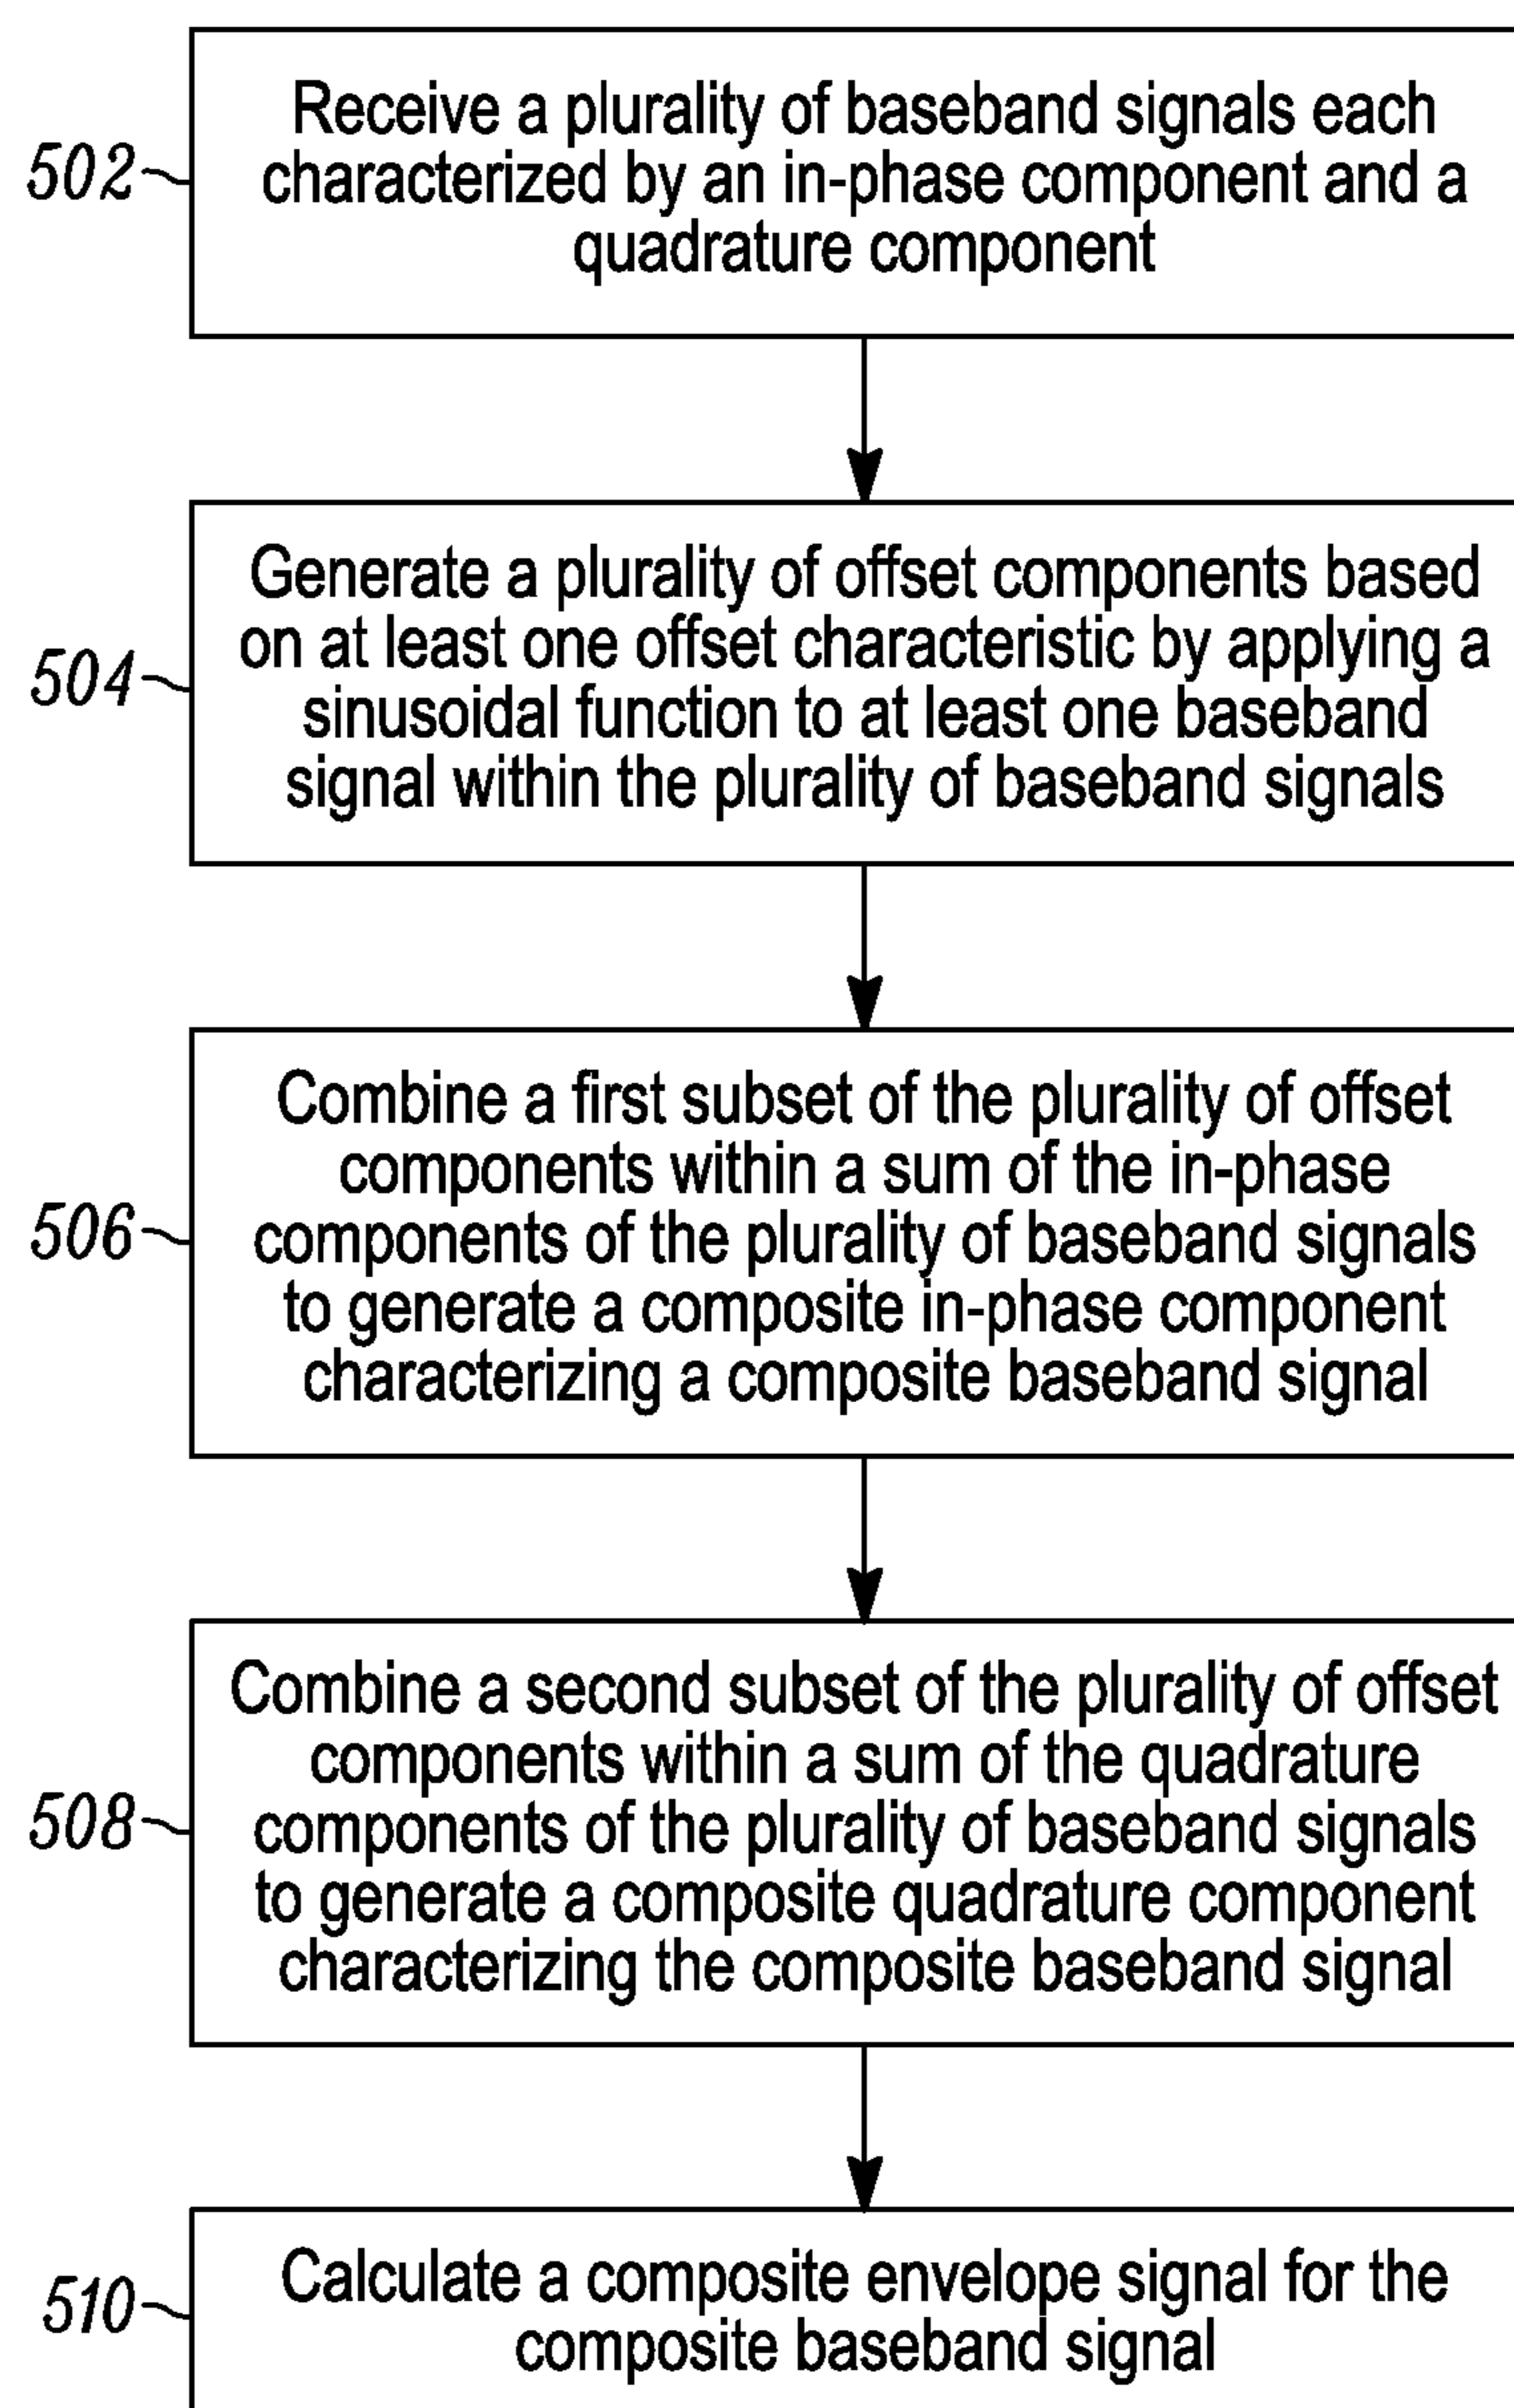 Receive a plurality of baseband signals each
502
characterized by an in-phase component and a
quadrature component
Generate a plurality of offset components based
on at least one offset characteristic by applying a
504
sinusoidal function to at least one baseband
signal within the plurality of baseband signals
Combine a first subset of the plurality of offset
components within a sum of the in-phase
506
components of the plurality of baseband signals
to generate a composite in-phase component
characterizing a composite baseband signal
Combine a second subset of the plurality of offset
components within a sum of the quadrature
508
components of the plurality of baseband signals
to generate a composite quadrature component
characterizing the composite baseband signal
Calculate a composite envelope signal for the
510
composite baseband signal